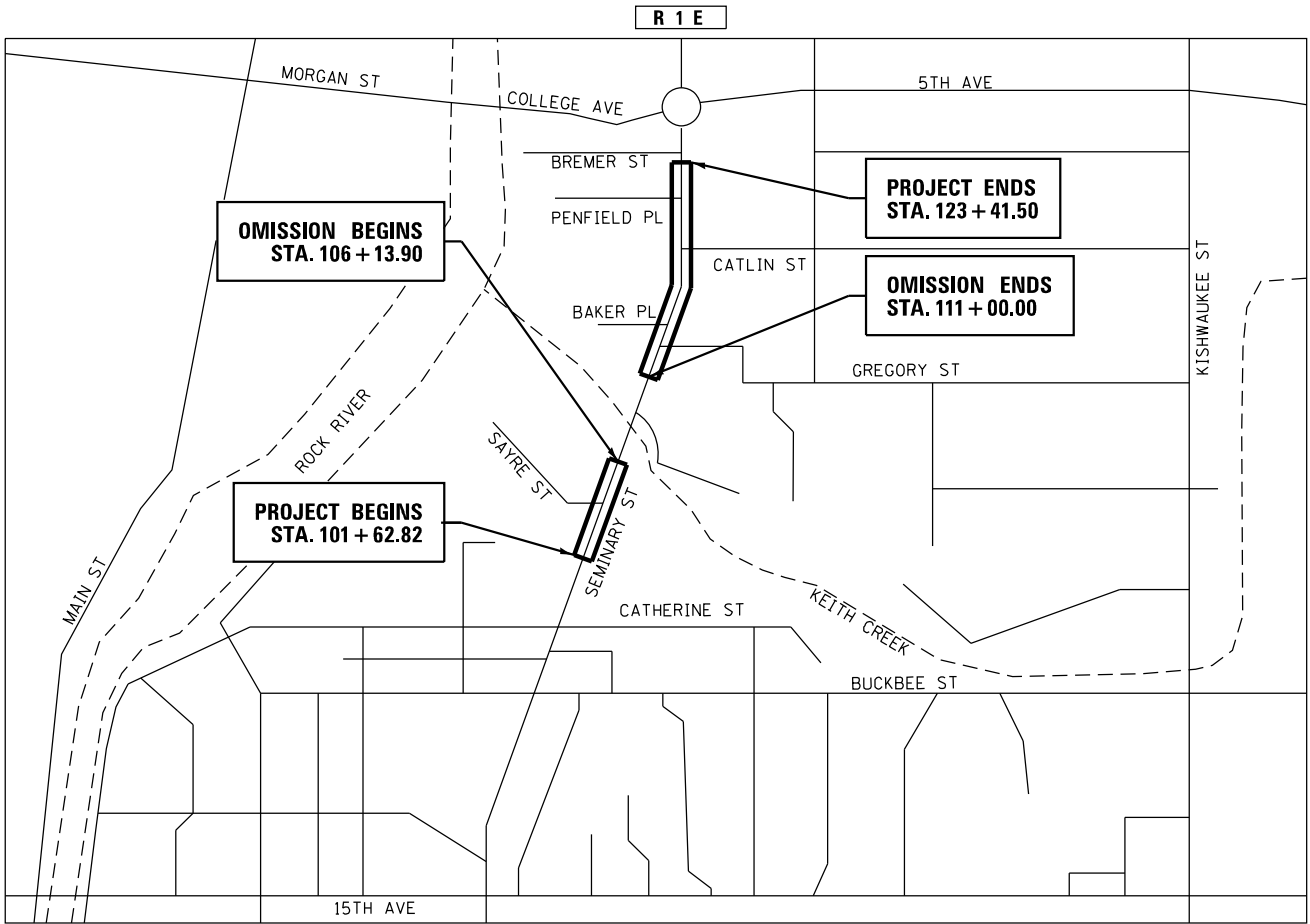 R 1 E
MORGAN ST
COLLEGE AVE
5TH AVE
BREMER ST
PROJECT ENDS
STA. 123 + 41.50
PENFIELD PL
OMISSION BEGINS
STA. 106 + 13.90
CATLIN ST
KISHWAUKEE ST
OMISSION ENDS
STA. 111 + 00.00
BAKER PL
GREGORY ST
ROCK RIVER
SAYRE ST
PROJECT BEGINS
STA. 101 + 62.82
SEMINARY ST
MAIN ST
CATHERINE ST
KEITH CREEK
BUCKBEE ST
15TH AVE